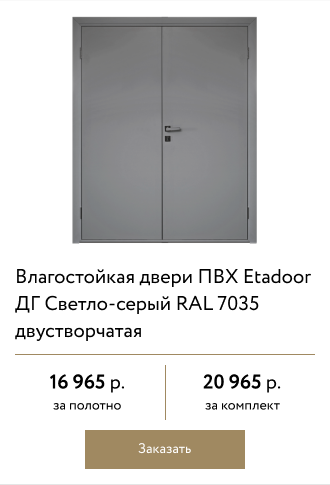 Влагостойкая двери ПВХ Etadoor
ДГ Светло-серый RAL 7035
двустворчатая
16 965 р.
за полотно
20 965 р.
за комплект
Заказать